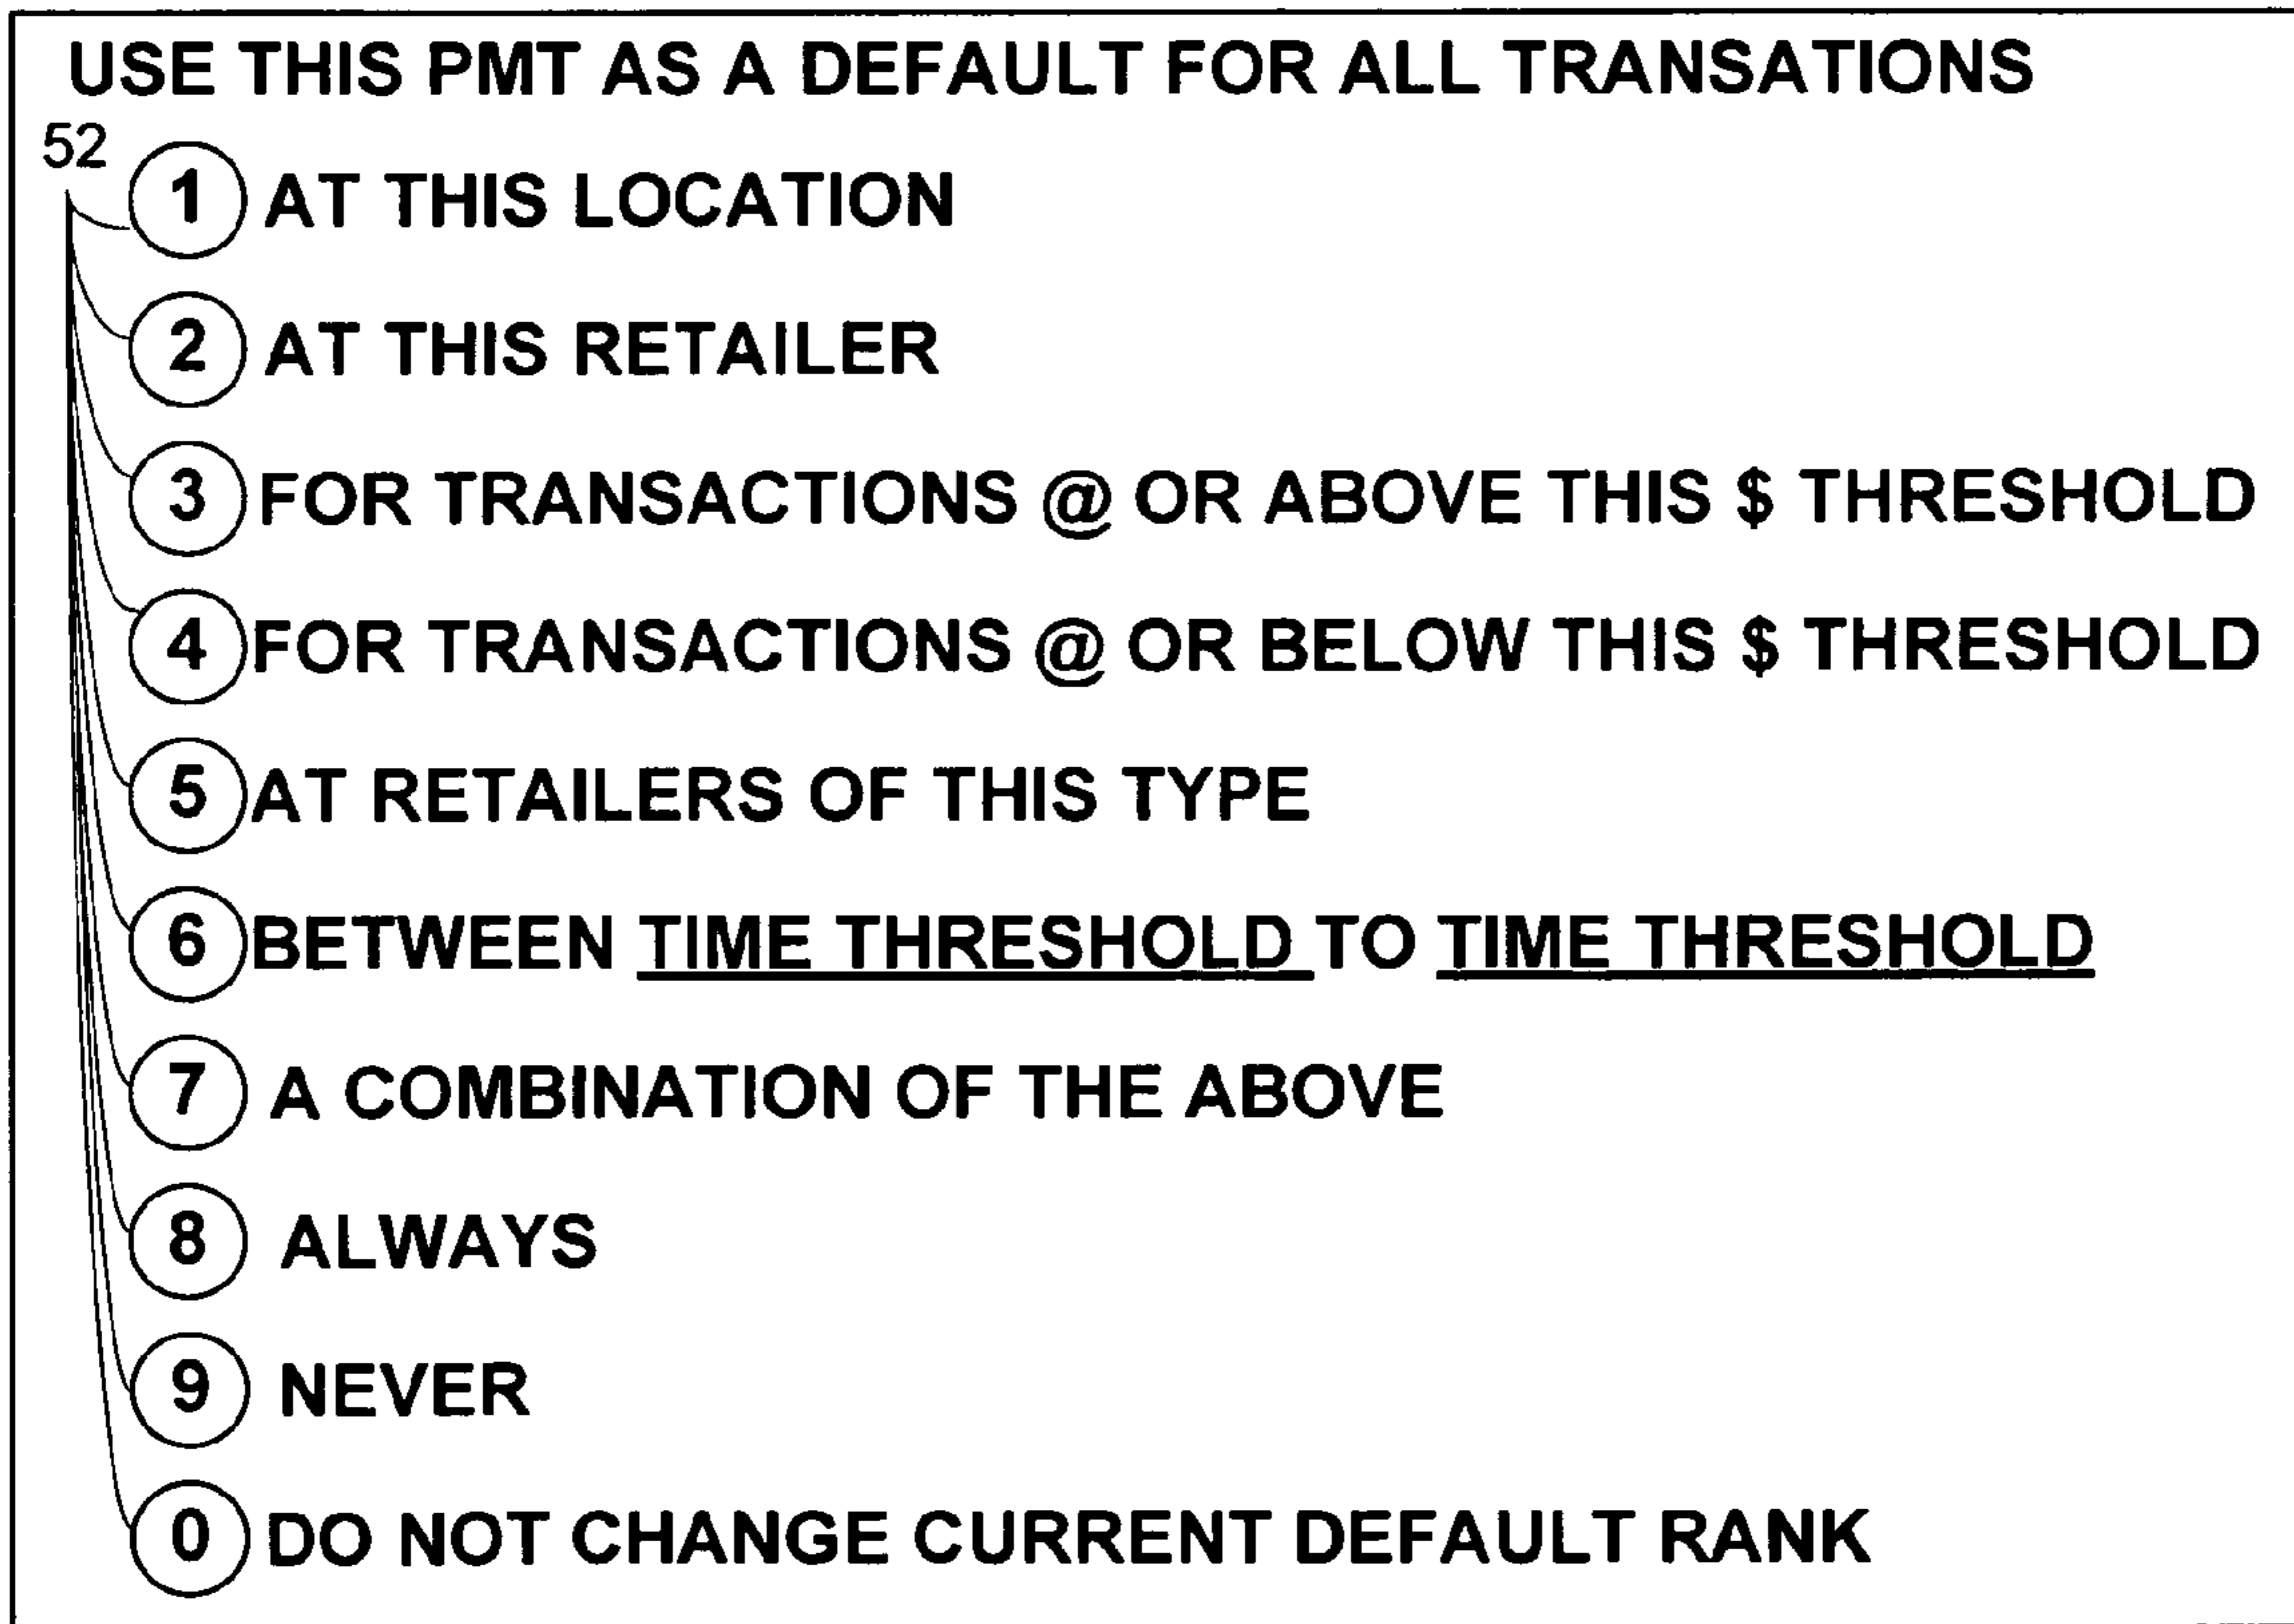 USE THIS PMT AS A DEFAULT FOR ALL TRANSATIONS
52
1 AT THIS LOCATION
2 AT THIS RETAILER
3 FOR TRANSACTIONS @ OR ABOVE THIS $ THRESHOLD
4 FOR TRANSACTIONS @ OR BELOW THIS $ THRESHOLD
5 AT RETAILERS OF THIS TYPE
6 BETWEEN TIME THRESHOLD TO TIME THRESHOLD
7 A COMBINATION OF THE ABOVE
8 ALWAYS
9 NEVER
0 DO NOT CHANGE CURRENT DEFAULT RANK